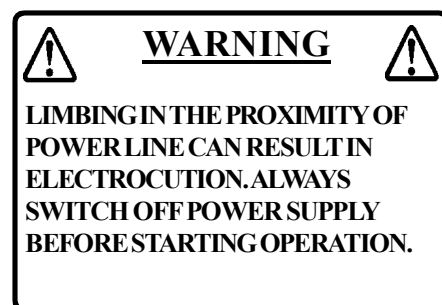 WARNING
LIMBING IN THE PROXIMITY OF
POWER LINE CAN RESULT IN
ELECTROCUTION. ALWAYS
SWITCH OFF POWER SUPPLY
BEFORE STARTING OPERATION.